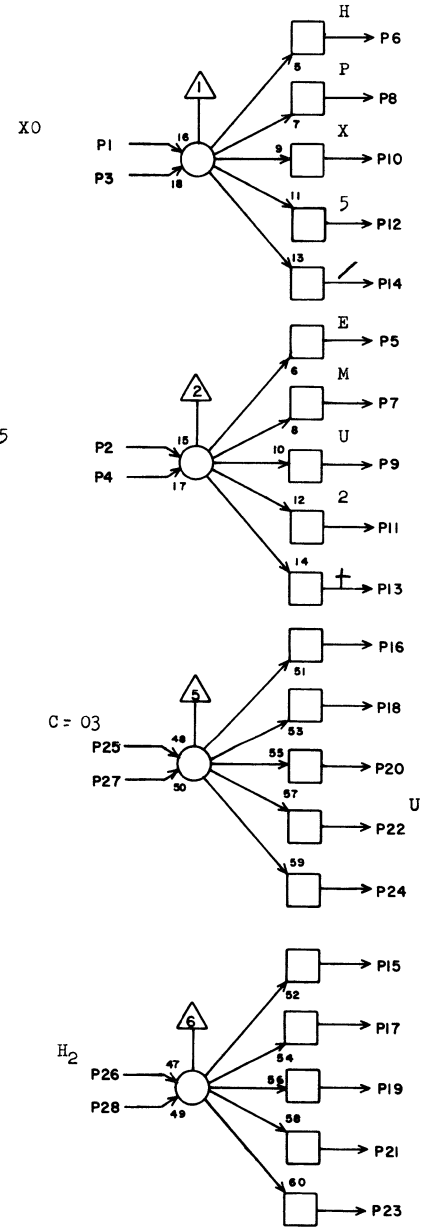 H
P6
5
P
1
P8
7
X0
X
P1 16 9 P10
P3 18
11 5
P12
13 /
P14
E
P5
6
M
2
P7
8
5
U
P2 15 10 P9
P4 17
12 2
P11
14 +
P13
P16
51
5
P18
53
C = 03
P25 48 55 P20
P27 50
57 U
P22
59
P24
P15
52
6
P17
54
H2
P26 47 56 P19
P28 49
58
P21
60
P23